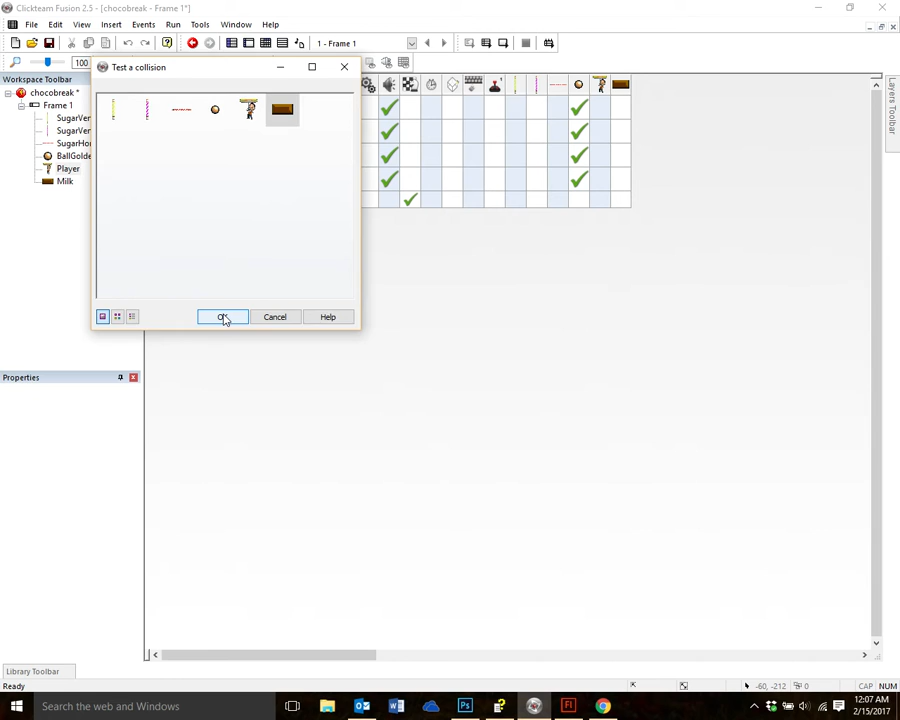 Clickteam Fusion 2.5 - [chocobreak - Frame 1*]
File Edit View Insert Events Run Tools Window Help
1 - Frame 1
100
Test a collision
Workspace Toolbar
chocobreak *
Frame 1
SugarVer
SugarVer
SugarHor
BallGolde
Player
Milk
Layers Toolbar
OK Cancel Help
Properties
Library Toolbar
Ready
-60, -212
0
CAP NUM
Search the web and Windows
12:07 AM
2/15/2017